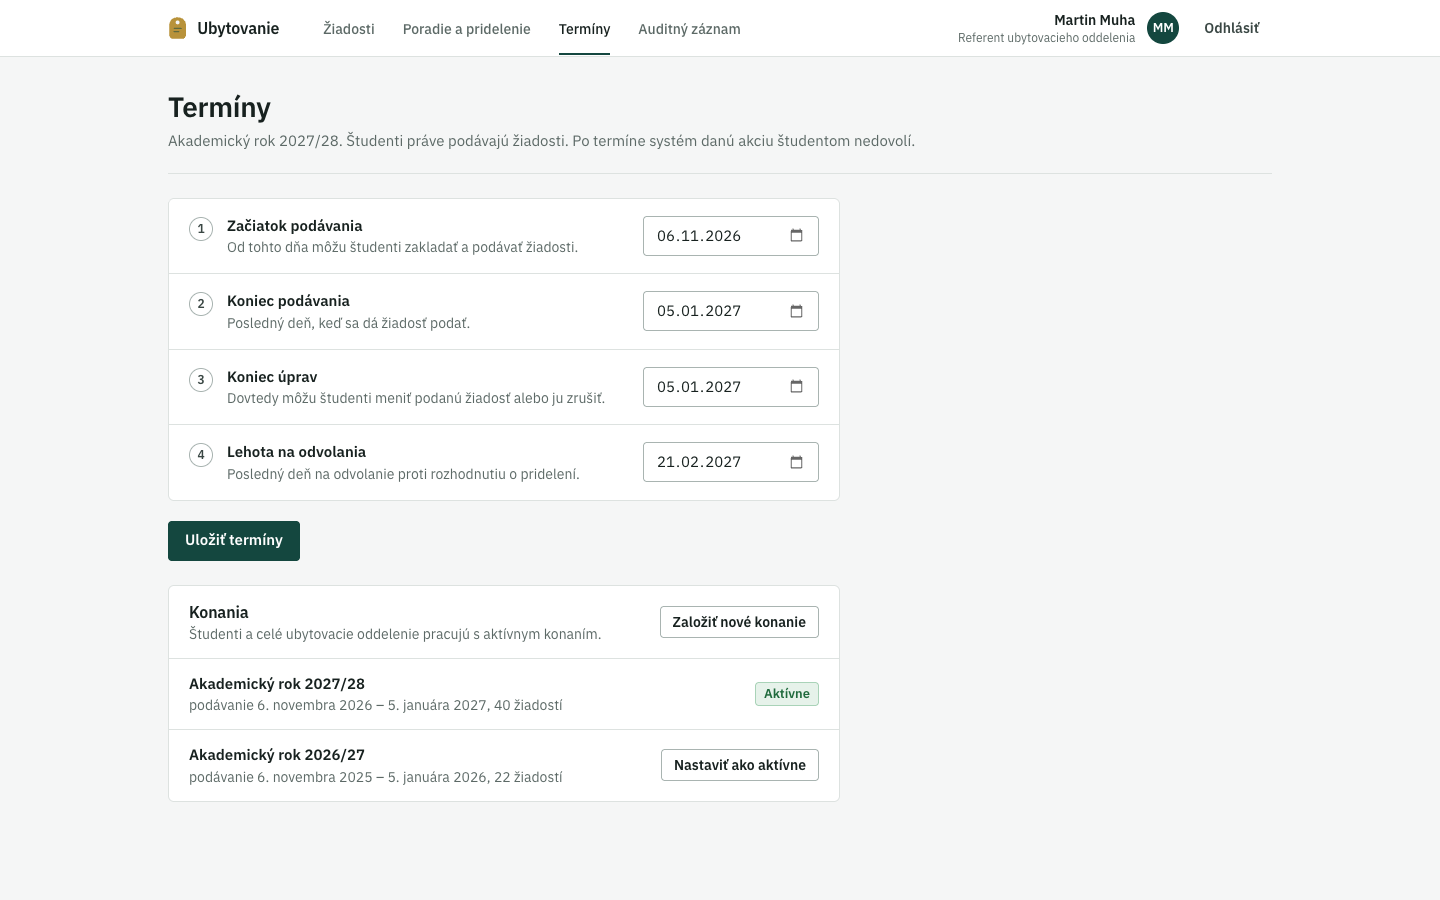 Ubytovanie
Žiadosti
Poradie a pridelenie
Termíny
Auditný záznam
Martin Muha
Referent ubytovacieho oddelenia
MM
Odhlásiť
Termíny
Akademický rok 2027/28. Študenti práve podávajú žiadosti. Po termíne systém danú akciu študentom nedovolí.
1
Začiatok podávania
Od tohto dňa môžu študenti zakladať a podávať žiadosti.
06.11.2026
2
Koniec podávania
Posledný deň, keď sa dá žiadosť podať.
05.01.2027
3
Koniec úprav
Dovtedy môžu študenti meniť podanú žiadosť alebo ju zrušiť.
05.01.2027
4
Lehota na odvolania
Posledný deň na odvolanie proti rozhodnutiu o pridelení.
21.02.2027
Uložiť termíny
Konania
Študenti a celé ubytovacie oddelenie pracujú s aktívnym konaním.
Založiť nové konanie
Akademický rok 2027/28
podávanie 6. novembra 2026 – 5. januára 2027, 40 žiadostí
Aktívne
Akademický rok 2026/27
podávanie 6. novembra 2025 – 5. januára 2026, 22 žiadostí
Nastaviť ako aktívne